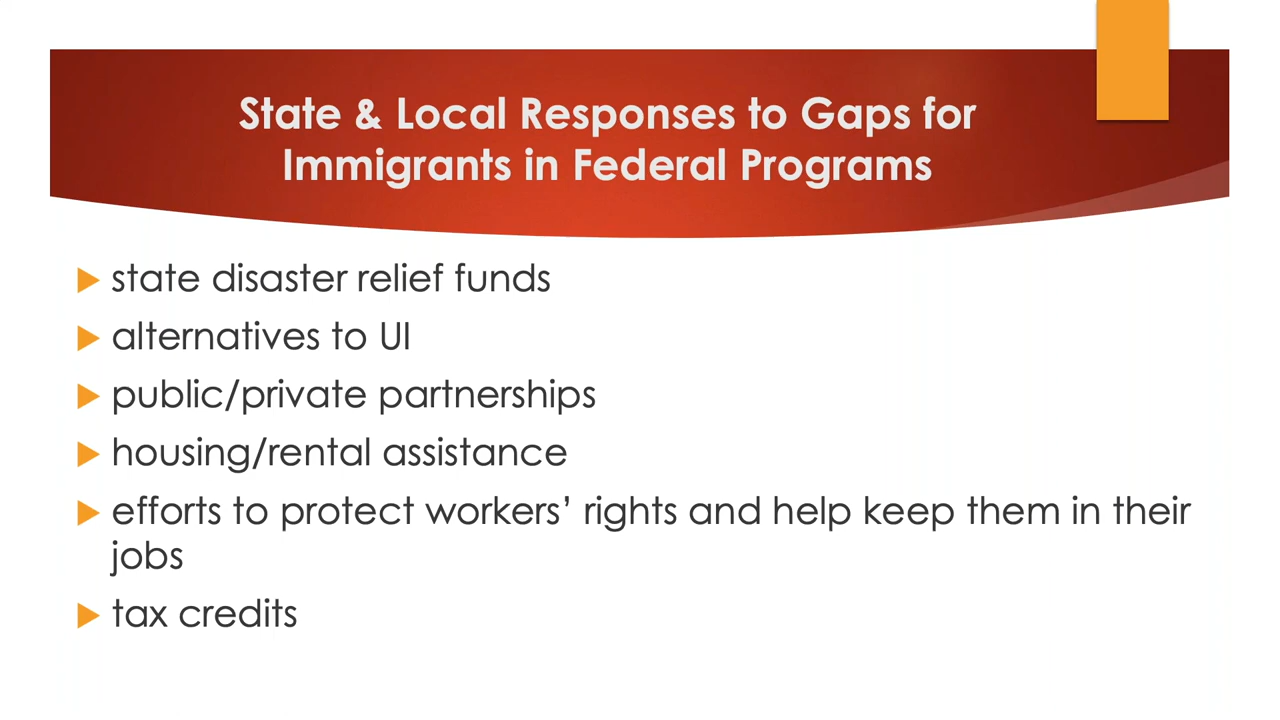 State & Local Responses to Gaps for
Immigrants in Federal Programs
state disaster relief funds
alternatives to UI
public/private partnerships
housing/rental assistance
efforts to protect workers’ rights and help keep them in their
jobs
tax credits